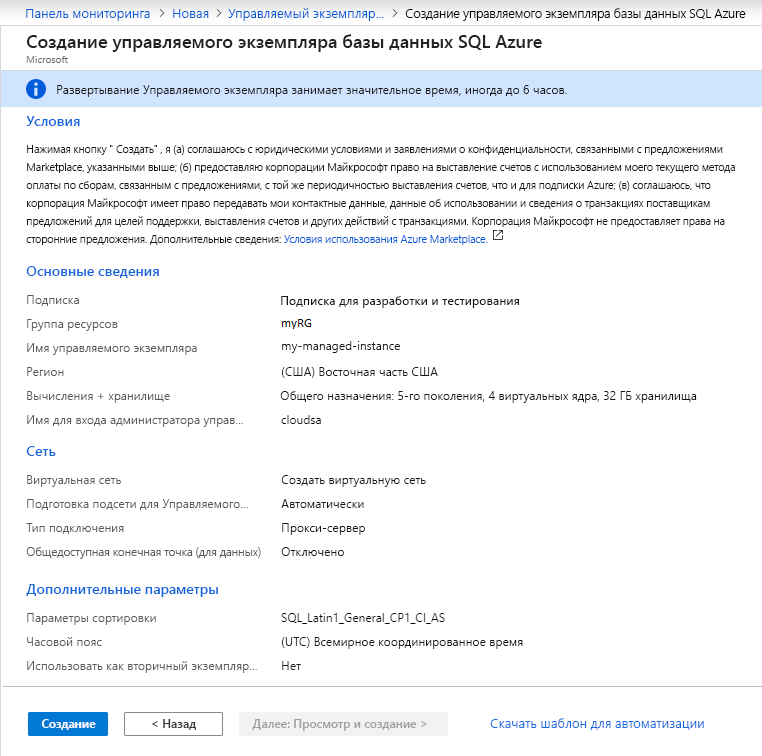 Панель мониторинга > Новая > Управляемый экземпляр... > Создание управляемого экземпляра базы данных SQL Azure
Создание управляемого экземпляра базы данных SQL Azure
Microsoft
Развертывание Управляемого экземпляра занимает значительное время, иногда до 6 часов.
Условия
Нажимая кнопку " Создать" , я (а) соглашаюсь с юридическими условиями и заявлениями о конфиденциальности, связанными с предложениями
Marketplace, указанными выше; (б) предоставляю корпорации Майкрософт право на выставление счетов с использованием моего текущего метода
оплаты по сборам, связанным с предложениями, с той же периодичностью выставления счетов, что и для подписки Azure; (в) соглашаюсь, что
корпорация Майкрософт имеет право передавать мои контактные данные, данные об использовании и сведения о транзакциях поставщикам
предложений для целей поддержки, выставления счетов и других действий с транзакциями. Корпорация Майкрософт не предоставляет права на
сторонние предложения. Дополнительные сведения: Условия использования Azure Marketplace.
Основные сведения
Подписка Подписка для разработки и тестирования
Группа ресурсов myRG
Имя управляемого экземпляра my-managed-instance
Регион (США) Восточная часть США
Вычисления + хранилище Общего назначения: 5-го поколения, 4 виртуальных ядра, 32 ГБ хранилища
Имя для входа администратора управ... cloudsa
Сеть
Виртуальная сеть Создать виртуальную сеть
Подготовка подсети для Управляемого... Автоматически
Тип подключения Прокси-сервер
Общедоступная конечная точка (для данных) Отключено
Дополнительные параметры
Параметры сортировки SQL_Latin1_General_CP1_CI_AS
Часовой пояс (UTC) Всемирное координированное время
Использовать как вторичный экземпляр... Нет
Создание < Назад Далее: Просмотр и создание > Скачать шаблон для автоматизации